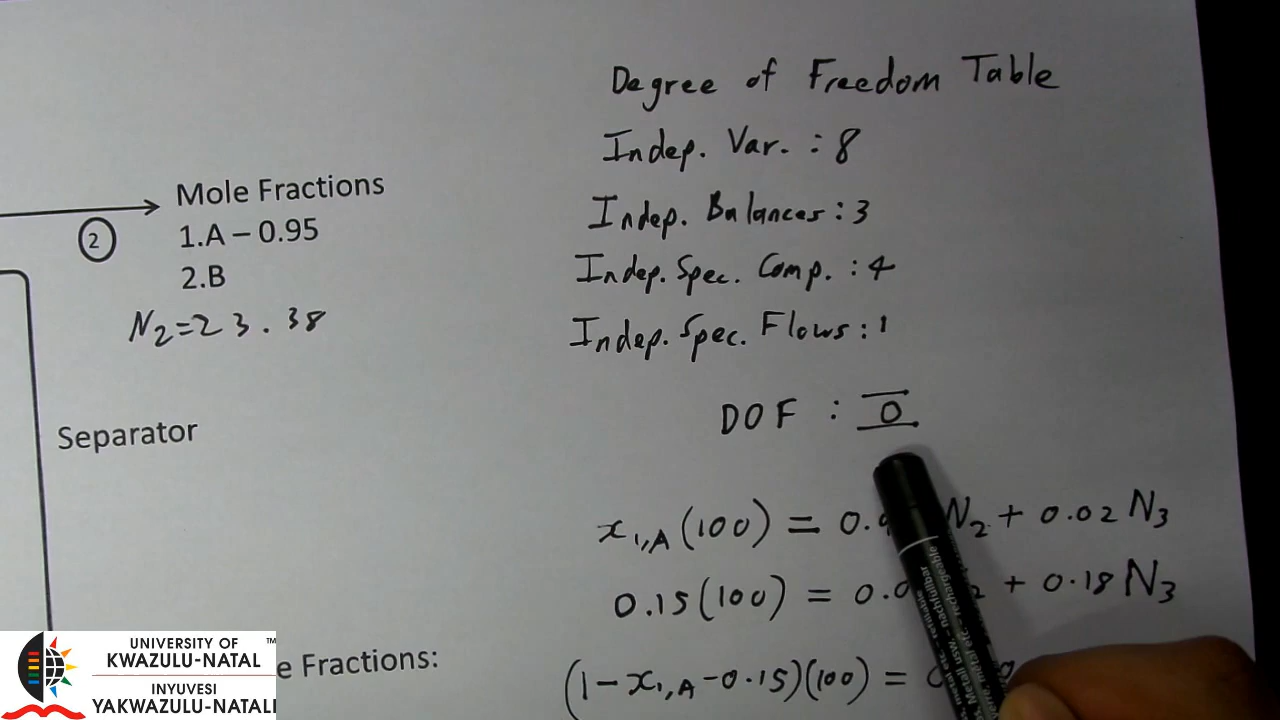 Degree of Freedom Table
Indep. Var. : 8
Indep. Balances : 3
Indep. Spec. Comp. : 4
Indep. Spec. Flows : 1
DOF : 0
Mole Fractions
2
1.A – 0.95
2.B
N2 = 23.38
Separator
x1,A (100) = 0.9 N2 + 0.02 N3
0.15 (100) = 0.0 2 + 0.18 N3
(1 - x1,A - 0.15)(100) =
e Fractions:
UNIVERSITY OF ™
KWAZULU-NATAL
INYUVESI
YAKWAZULU-NATALI